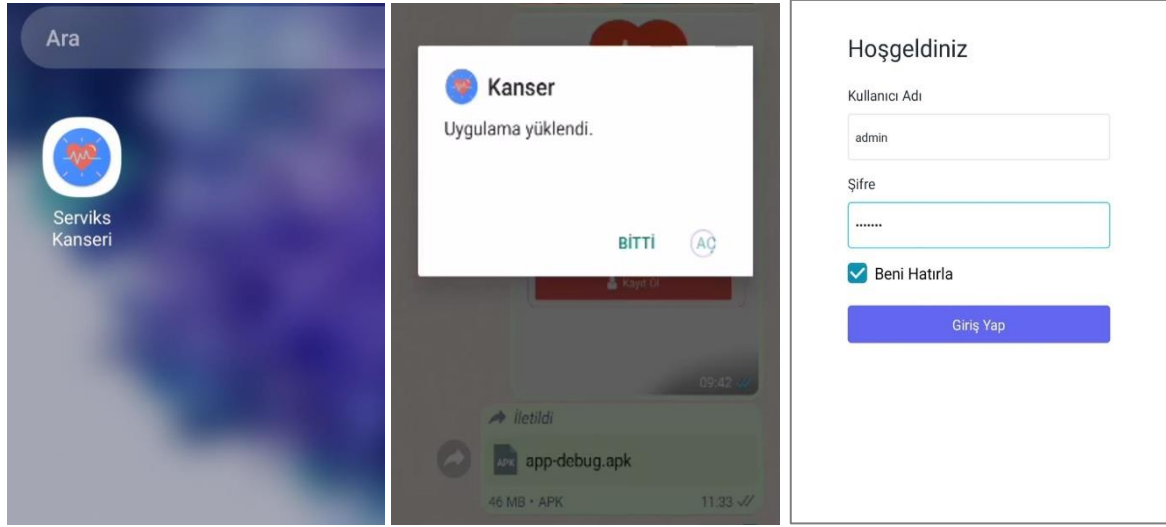 Ara
Serviks
Kanseri
Kanser
Uygulama yüklendi.
BİTTİ
AÇ
Kayıt Ol
09:42
İletildi
APK
app-debug.apk
46 MB • APK
11:33
Hoşgeldiniz
Kullanıcı Adı
admin
Şifre
.......
Beni Hatırla
Giriş Yap